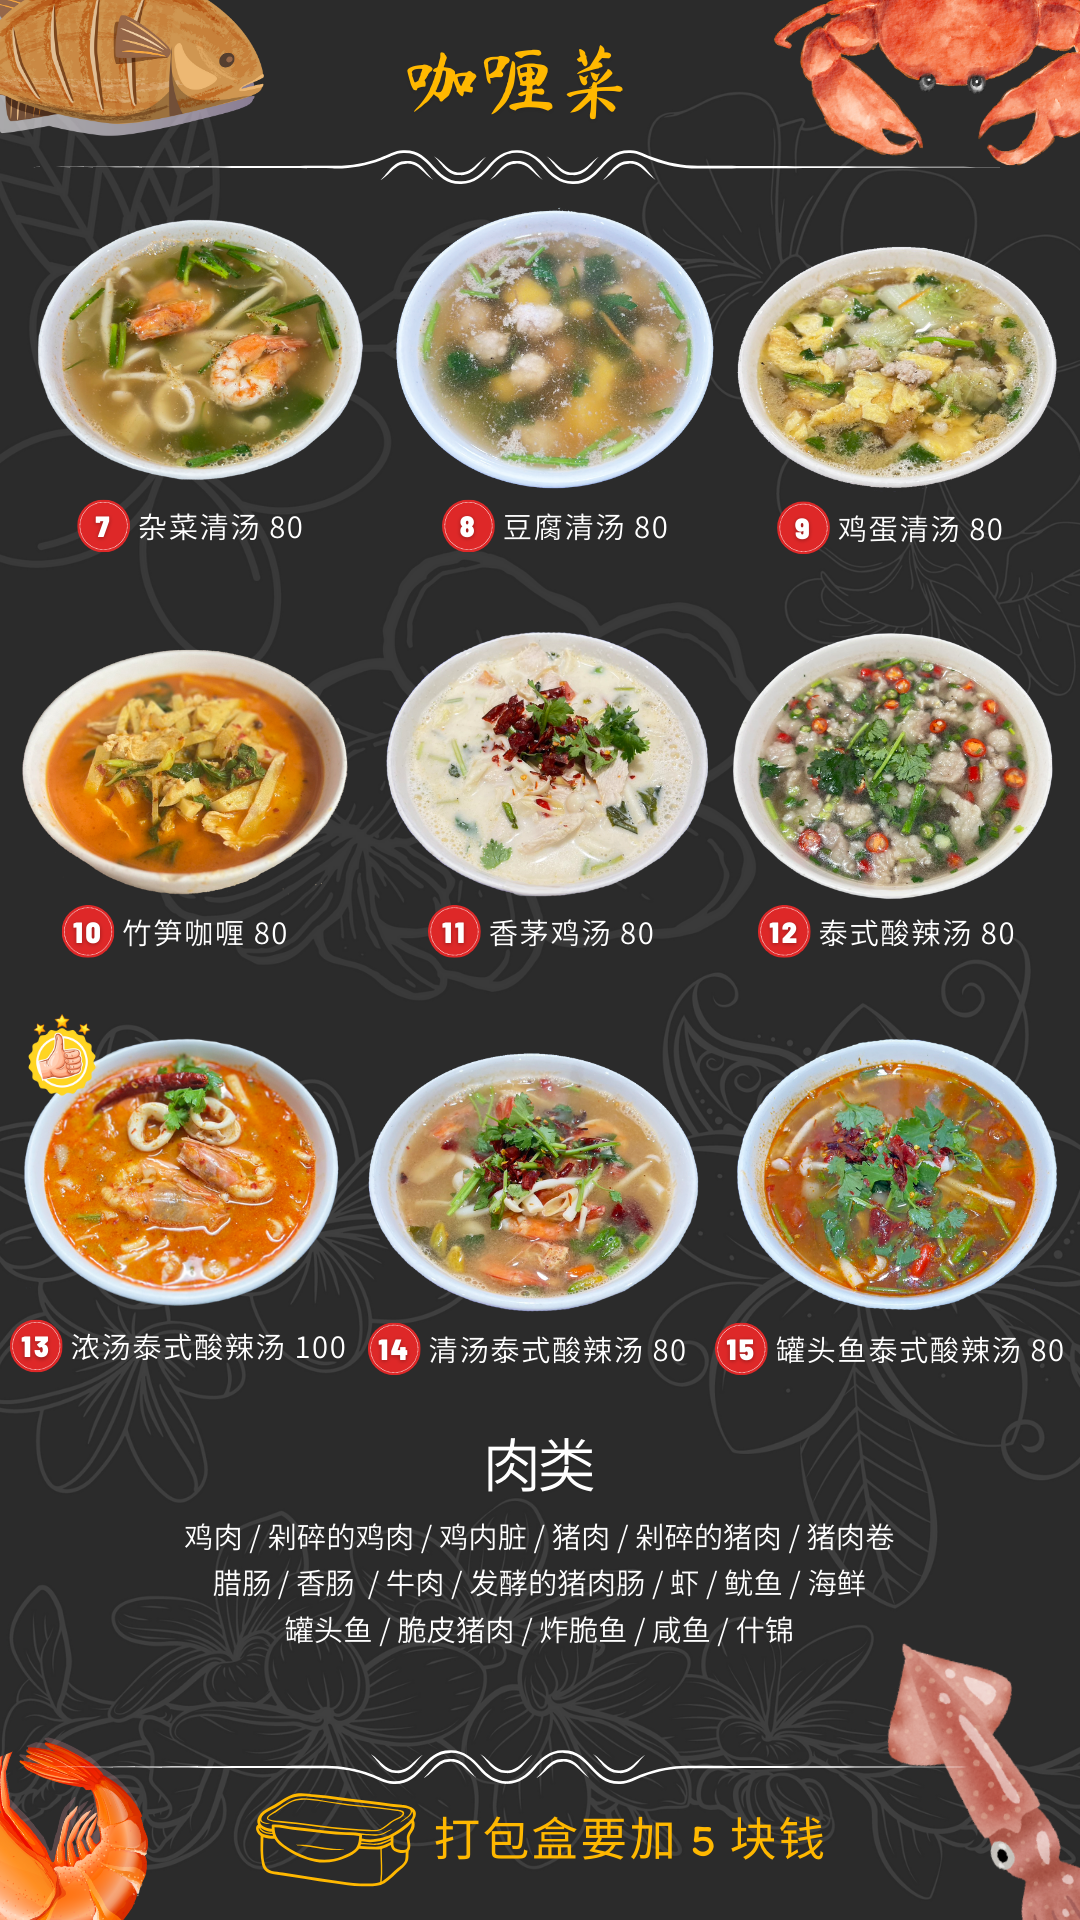 咖喱菜
7 杂菜清汤 80
8 豆腐清汤 80
9 鸡蛋清汤 80
10 竹笋咖喱 80
11 香茅鸡汤 80
12 泰式酸辣汤 80
13 浓汤泰式酸辣汤 100
14 清汤泰式酸辣汤 80
15 罐头鱼泰式酸辣汤 80
肉类
鸡肉 / 剁碎的鸡肉 / 鸡内脏 / 猪肉 / 剁碎的猪肉 / 猪肉卷
腊肠 / 香肠 / 牛肉 / 发酵的猪肉肠 / 虾 / 鱿鱼 / 海鲜
罐头鱼 / 脆皮猪肉 / 炸脆鱼 / 咸鱼 / 什锦
打包盒要加 5 块钱